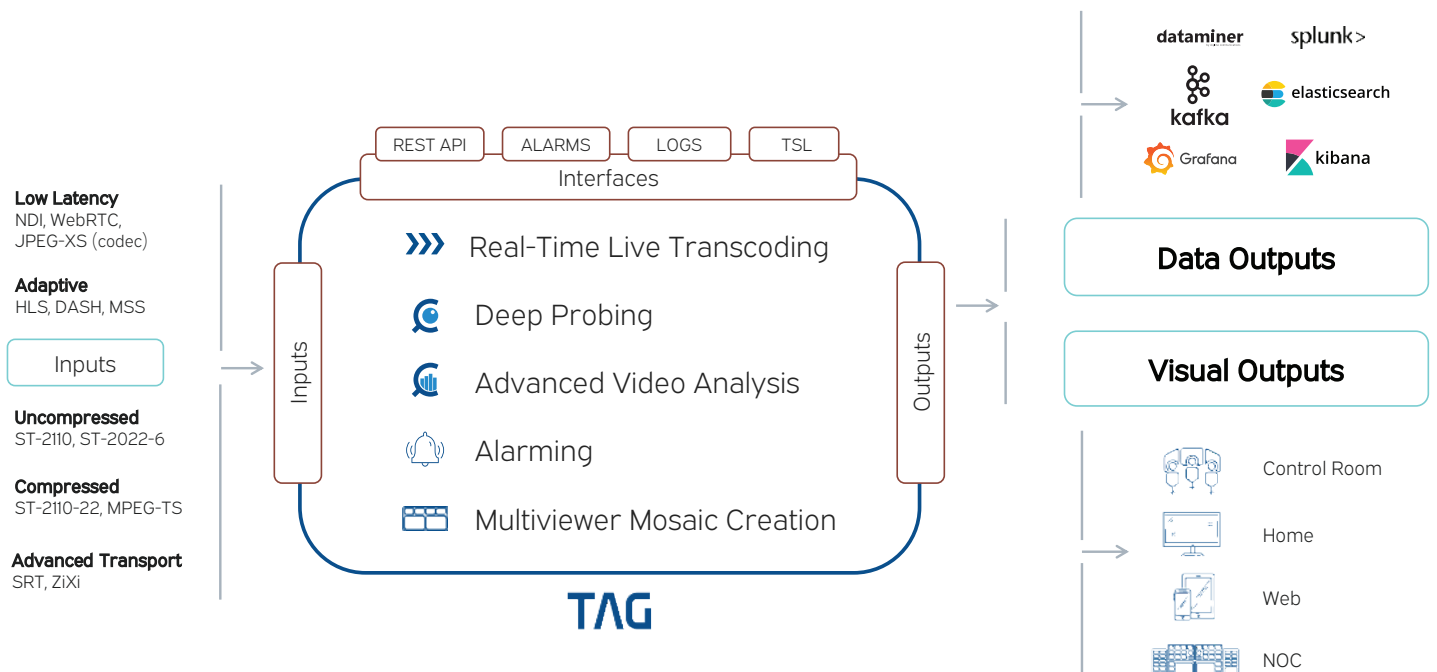 Low Latency
NDI, WebRTC,
JPEG-XS (codec)
Adaptive
HLS, DASH, MSS
Inputs
Uncompressed
ST-2110, ST-2022-6
Compressed
ST-2110-22, MPEG-TS
Advanced Transport
SRT, ZiXi
REST API
ALARMS
LOGS
TSL
Interfaces
Inputs
Real-Time Live Transcoding
Deep Probing
Advanced Video Analysis
Alarming
Multiviewer Mosaic Creation
Outputs
TAG
dataminer
splunk>
kafka
elasticsearch
Grafana
kibana
Data Outputs
Visual Outputs
Control Room
Home
Web
NOC